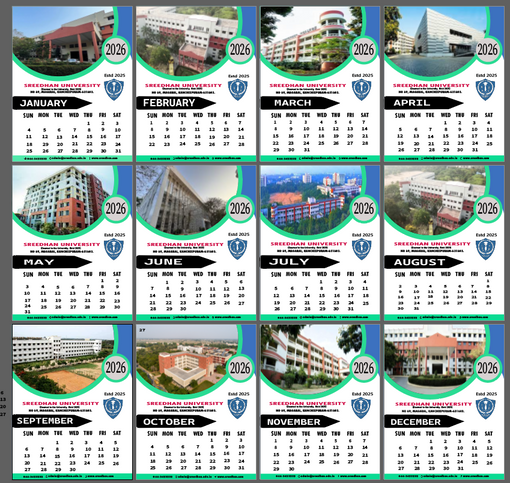 2026
Estd 2025
SREEDHAN UNIVERSITY
JANUARY
SUN MON TUE WED THU FRI SAT
1 2 3
4 5 6 7 8 9 10
11 12 13 14 15 16 17
18 19 20 21 22 23 24
25 26 27 28 29 30 31
2026
Estd 2025
SREEDHAN UNIVERSITY
FEBRUARY
SUN MON TUE WED THU FRI SAT
1 2 3 4 5 6 7
8 9 10 11 12 13 14
15 16 17 18 19 20 21
22 23 24 25 26 27 28
2026
Estd 2025
SREEDHAN UNIVERSITY
MARCH
SUN MON TUE WED THU FRI SAT
1 2 3 4 5 6 7
8 9 10 11 12 13 14
15 16 17 18 19 20 21
22 23 24 25 26 27 28
29 30 31
2026
Estd 2025
SREEDHAN UNIVERSITY
APRIL
SUN MON TUE WED THU FRI SAT
1 2 3 4
5 6 7 8 9 10 11
12 13 14 15 16 17 18
19 20 21 22 23 24 25
26 27 28 29 30
2026
Estd 2025
SREEDHAN UNIVERSITY
MAY
SUN MON TUE WED THU FRI SAT
1 2
3 4 5 6 7 8 9
10 11 12 13 14 15 16
17 18 19 20 21 22 23
24 25 26 27 28 29 30
31
2026
Estd 2025
SREEDHAN UNIVERSITY
JUNE
SUN MON TUE WED THU FRI SAT
1 2 3 4 5 6
7 8 9 10 11 12 13
14 15 16 17 18 19 20
21 22 23 24 25 26 27
28 29 30
2026
Estd 2025
SREEDHAN UNIVERSITY
JULY
SUN MON TUE WED THU FRI SAT
1 2 3 4
5 6 7 8 9 10 11
12 13 14 15 16 17 18
19 20 21 22 23 24 25
26 27 28 29 30 31
2026
Estd 2025
SREEDHAN UNIVERSITY
AUGUST
SUN MON TUE WED THU FRI SAT
1
2 3 4 5 6 7 8
9 10 11 12 13 14 15
16 17 18 19 20 21 22
23 24 25 26 27 28 29
30 31
2026
Estd 2025
SREEDHAN UNIVERSITY
SEPTEMBER
SUN MON TUE WED THU FRI SAT
1 2 3 4 5
6 7 8 9 10 11 12
13 14 15 16 17 18 19
20 21 22 23 24 25 26
27 28 29 30
2026
Estd 2025
SREEDHAN UNIVERSITY
OCTOBER
SUN MON TUE WED THU FRI SAT
1 2 3
4 5 6 7 8 9 10
11 12 13 14 15 16 17
18 19 20 21 22 23 24
25 26 27 28 29 30 31
2026
Estd 2025
SREEDHAN UNIVERSITY
NOVEMBER
SUN MON TUE WED THU FRI SAT
1 2 3 4 5 6 7
8 9 10 11 12 13 14
15 16 17 18 19 20 21
22 23 24 25 26 27 28
29 30
2026
Estd 2025
SREEDHAN UNIVERSITY
DECEMBER
SUN MON TUE WED THU FRI SAT
1 2 3 4 5
6 7 8 9 10 11 12
13 14 15 16 17 18 19
20 21 22 23 24 25 26
27 28 29 30 31